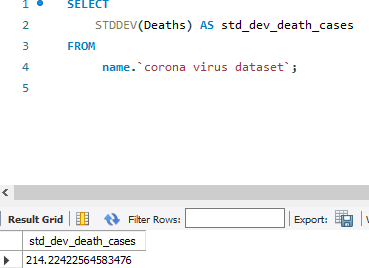 1 SELECT
2 STDDEV(Deaths) AS std_dev_death_cases
3 FROM
4 name.`corona virus dataset`;
5
Result Grid Filter Rows: Export:
std_dev_death_cases
214.22422564583476